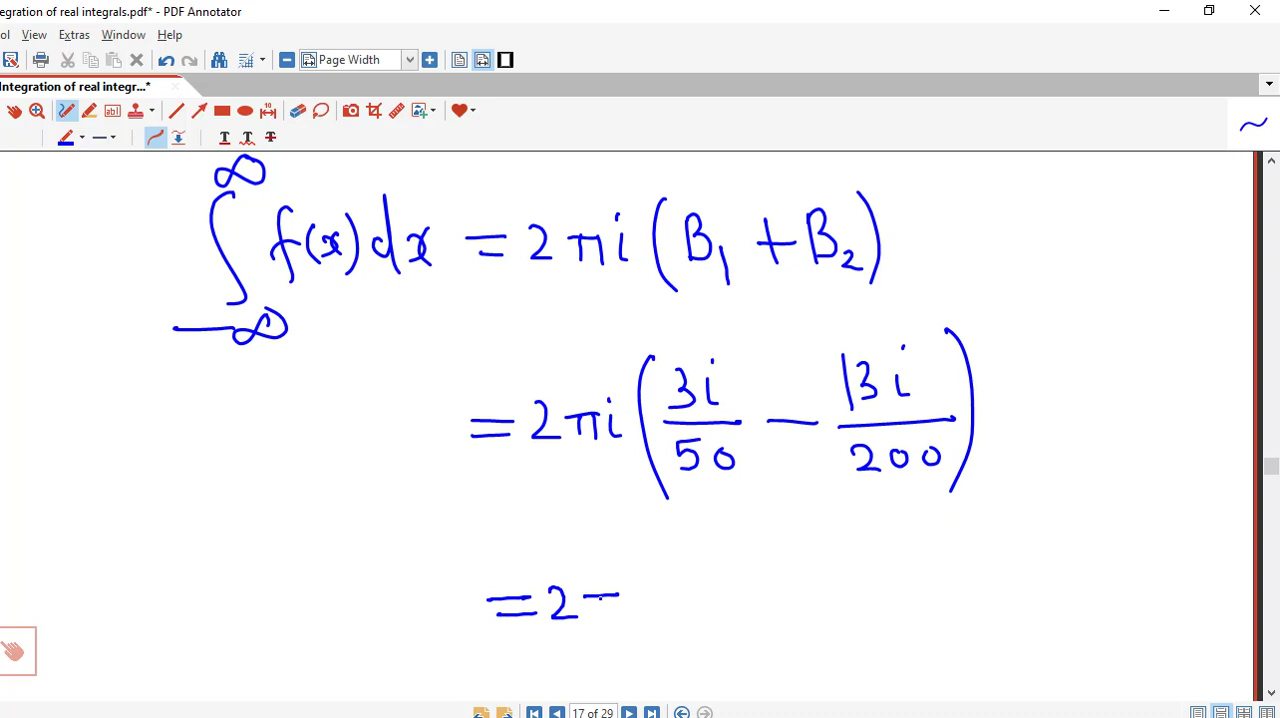 egration of real integrals.pdf* - PDF Annotator
ol View Extras Window Help
Page Width
Integration of real integr...*
∫_{-∞}^{∞} f(x)dx = 2πi (B₁ + B₂)
= 2πi (3i/50 − 13i/200)
= 2
17 of 29